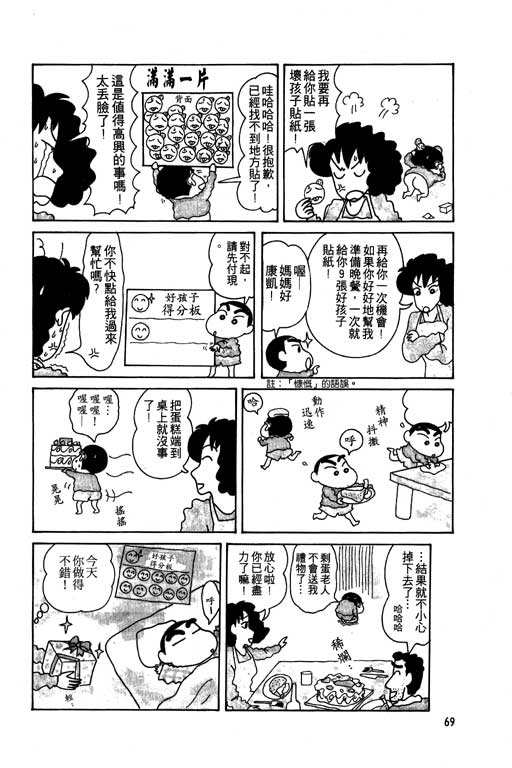 我要再
給你貼一張
壞孩子
貼紙！
哇哈哈哈！很抱歉，
已經找不到地方貼了！
滿滿一片
背面
這是值得高興的事嗎！
太丟臉了！
再給你一次機會！
如果你好好地幫我
準備晚餐，一次就
給你９張好孩子
貼紙！
喔—
媽媽好
康凱！
註：「慷慨」的語誤。
對不起，
請先付現
。
好孩子
得分板
你不快點給我過來
幫忙嗎？
精神
抖擻
呼
動作
迅速
哈
把蛋糕端到
桌上就沒事
了！
喔…
喔喔！
喔喔！
晃晃
搖搖
…結果就不小心
掉下去了…
哈哈哈
剩蛋老人
不會送我
禮物了…
放心啦！
你已經盡
力了嘛！
稀爛…
呼—
好孩子
得分板
今天
你做得
不錯！
輕…
69